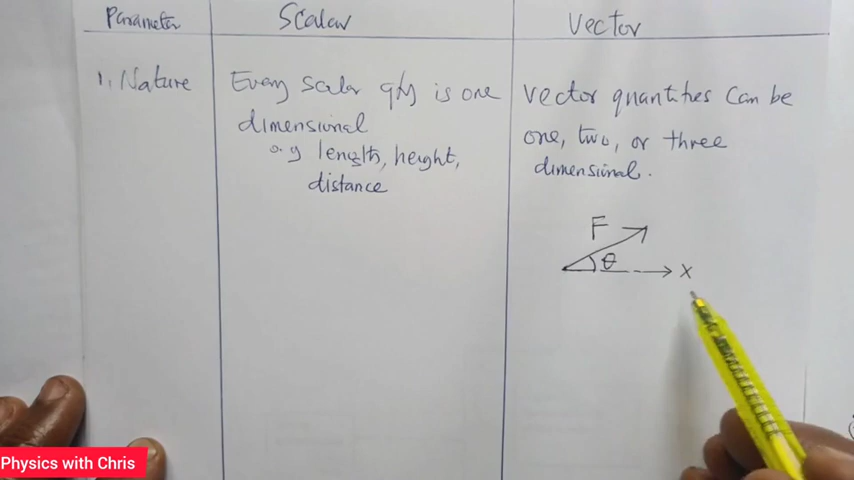 Parameter Scalar Vector
1. Nature
Every Scalar qty is one
dimensional
e.g length, height,
distance
Vector quantities Can be
one, two, or three
dimensional.
F
θ
x
Physics with Chris